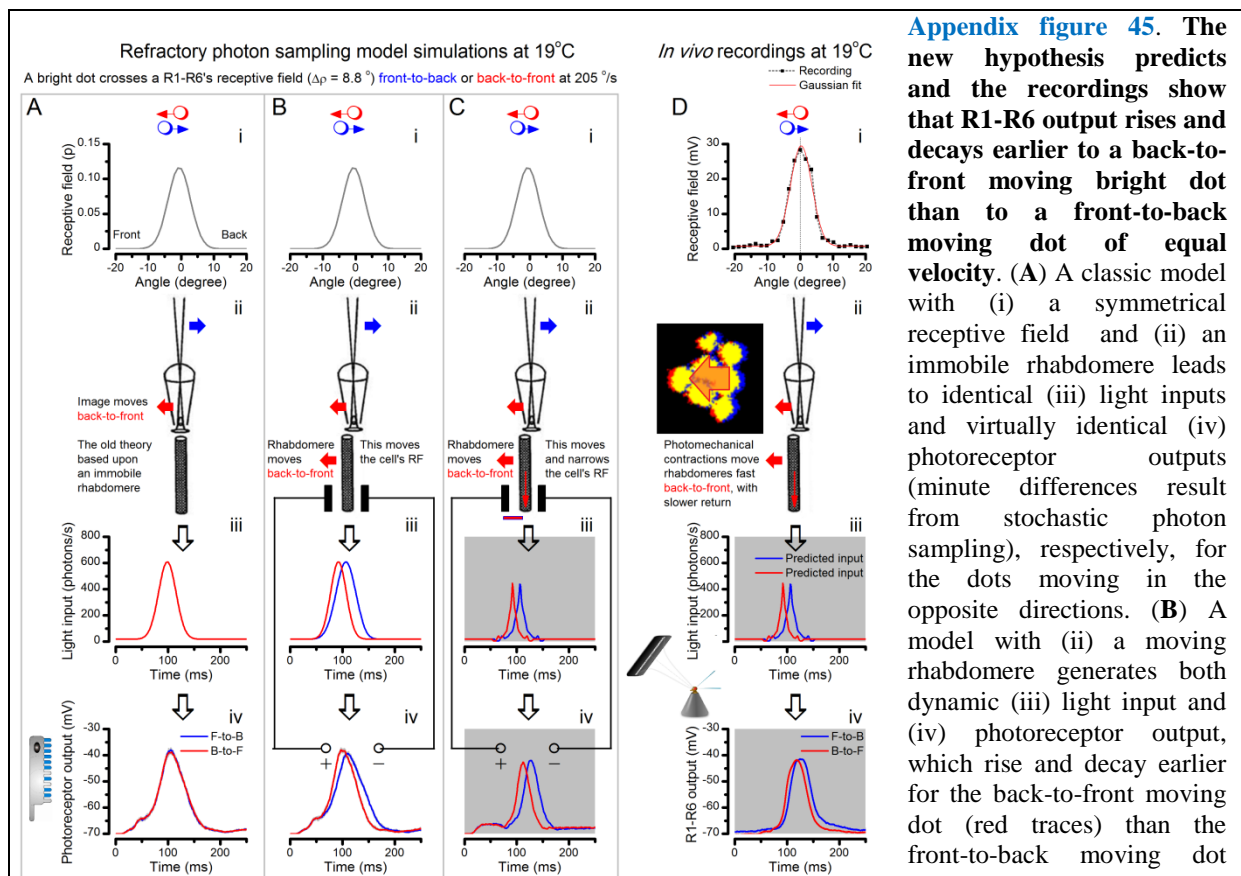 Refractory photon sampling model simulations at 19°C
In vivo recordings at 19°C
A bright dot crosses a R1-R6's receptive field (Δρ = 8.8 °) front-to-back or back-to-front at 205 °/s
Recording
Gaussian fit
A
i
Receptive field (p)
0.15
0.10
0.05
0
Front
Back
-20 -10 0 10 20
Angle (degree)
ii
Image moves
back-to-front
The old theory
based upon
an immobile
rhabdomere
iii
Light input (photons/s)
800
600
400
200
0
0 100 200
Time (ms)
iv
Photoreceptor output (mV)
-30
-40
-50
-60
-70
F-to-B
B-to-F
0 100 200
Time (ms)
B
i
-20 -10 0 10 20
Angle (degree)
ii
Rhabdomere
moves
back-to-front
This moves
the cell's RF
iii
0 100 200
Time (ms)
iv
+ −
0 100 200
Time (ms)
C
i
-20 -10 0 10 20
Angle (degree)
ii
Rhabdomere
moves
back-to-front
This moves
and narrows
the cell's RF
iii
0 100 200
Time (ms)
iv
+ −
0 100 200
Time (ms)
D
i
Receptive field (mV)
30
20
10
0
-20 -10 0 10 20
Angle (degree)
ii
Photomechanical
contractions move
rhabdomeres fast
back-to-front, with
slower return
iii
Light input (photons/s)
800
600
400
200
0
Predicted input
Predicted input
0 100 200
Time (ms)
iv
R1-R6 output (mV)
-30
-40
-50
-60
-70
F-to-B
B-to-F
0 100 200
Time (ms)
Appendix figure 45. The
new hypothesis predicts
and the recordings show
that R1-R6 output rises and
decays earlier to a back-to-
front moving bright dot
than to a front-to-back
moving dot of equal
velocity. (A) A classic model
with (i) a symmetrical
receptive field and (ii) an
immobile rhabdomere leads
to identical (iii) light inputs
and virtually identical (iv)
photoreceptor outputs
(minute differences result
from stochastic photon
sampling), respectively, for
the dots moving in the
opposite directions. (B) A
model with (ii) a moving
rhabdomere generates both
dynamic (iii) light input and
(iv) photoreceptor output,
which rise and decay earlier
for the back-to-front moving
dot (red traces) than the
front-to-back moving dot